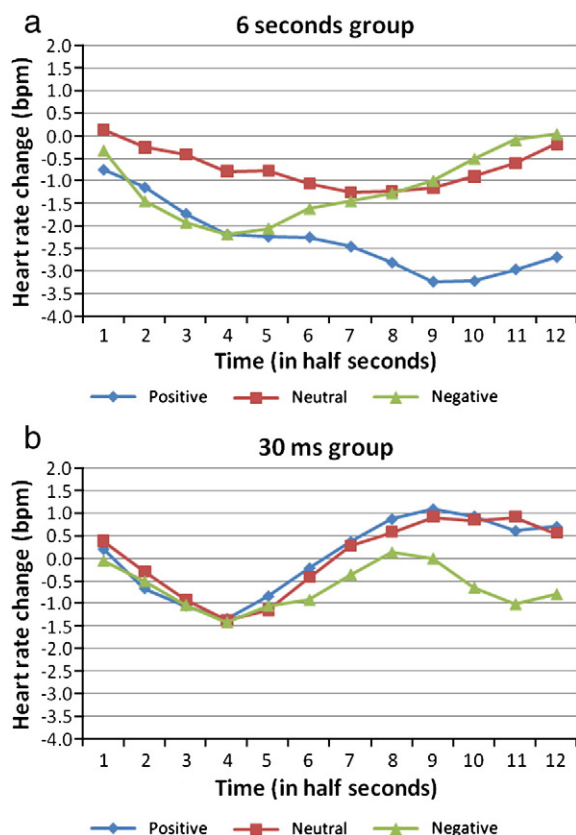 a
6 seconds group
Heart rate change (bpm)
2.0
1.5
1.0
0.5
0.0
-0.5
-1.0
-1.5
-2.0
-2.5
-3.0
-3.5
-4.0
1 2 3 4 5 6 7 8 9 10 11 12
Time (in half seconds)
Positive Neutral Negative
b
30 ms group
Heart rate change (bpm)
2.0
1.5
1.0
0.5
0.0
-0.5
-1.0
-1.5
-2.0
-2.5
-3.0
-3.5
-4.0
1 2 3 4 5 6 7 8 9 10 11 12
Time (in half seconds)
Positive Neutral Negative